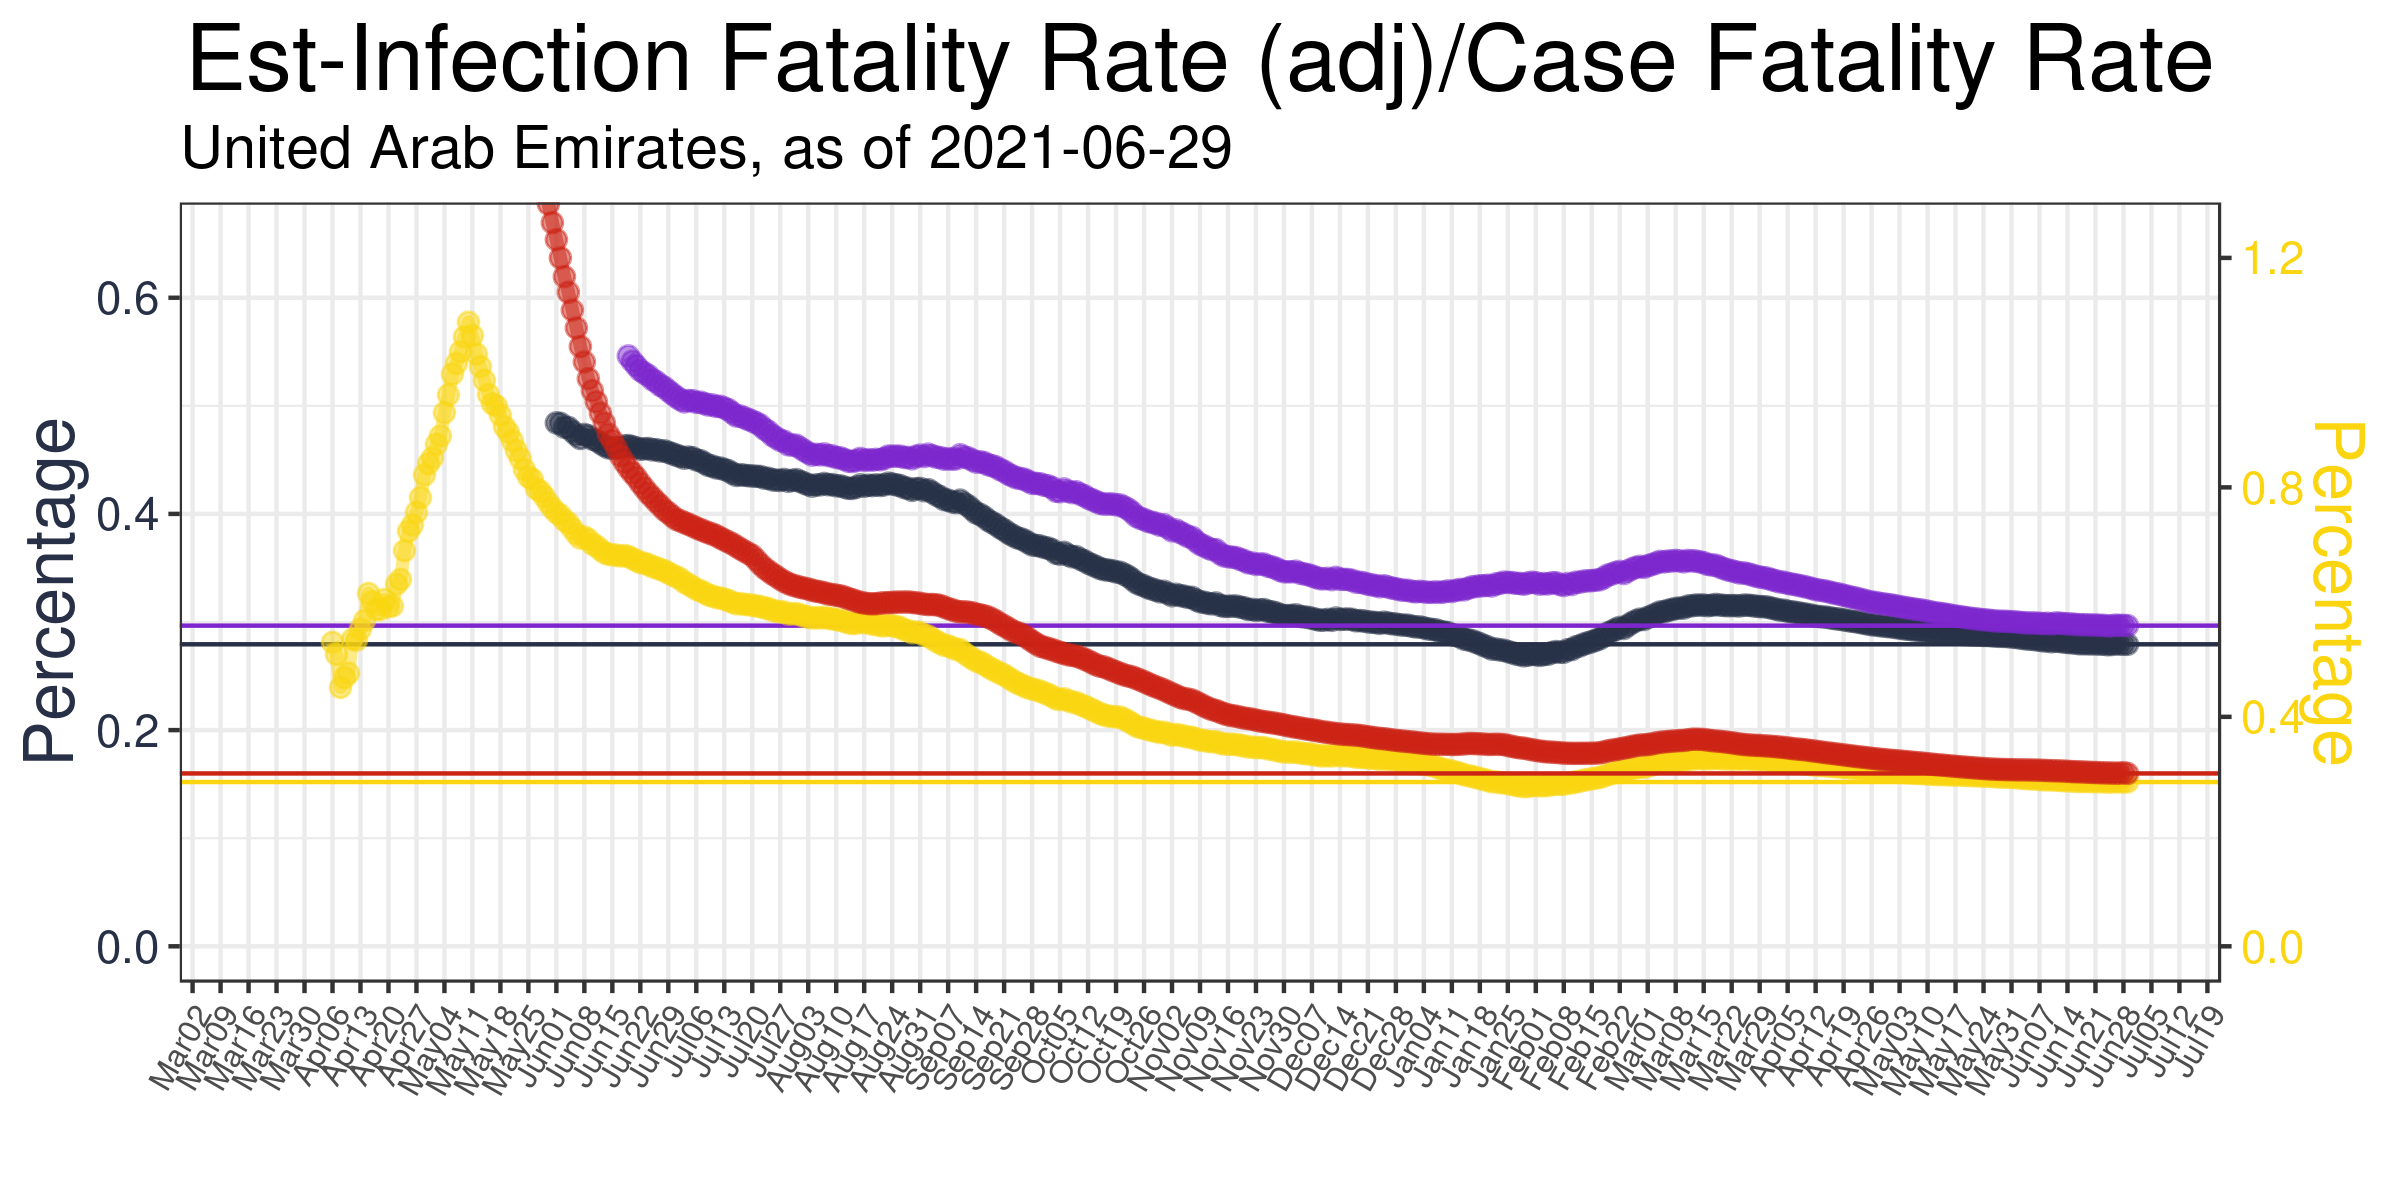 Est-Infection Fatality Rate (adj)/Case Fatality Rate
United Arab Emirates, as of 2021-06-29
Percentage
0.6
0.4
0.2
0.0
1.2
0.8
0.4
0.0
Percentage
Mar02 Mar09 Mar16 Mar23 Mar30 Apr06 Apr13 Apr20 Apr27 May04 May11 May18 May25 Jun01 Jun08 Jun15 Jun22 Jun29 Jul06 Jul13 Jul20 Jul27 Aug03 Aug10 Aug17 Aug24 Aug31 Sep07 Sep14 Sep21 Sep28 Oct05 Oct12 Oct19 Oct26 Nov02 Nov09 Nov16 Nov23 Nov30 Dec07 Dec14 Dec21 Dec28 Jan04 Jan11 Jan18 Jan25 Feb01 Feb08 Feb15 Feb22 Mar01 Mar08 Mar15 Mar22 Mar29 Apr05 Apr12 Apr19 Apr26 May03 May10 May17 May24 May31 Jun07 Jun14 Jun21 Jun28 Jul05 Jul12 Jul19